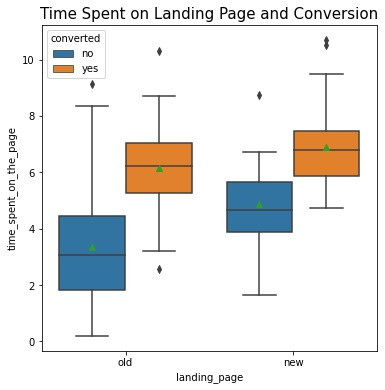 Time Spent on Landing Page and Conversion
converted
no
yes
10
8
6
4
2
0
time_spent_on_the_page
old
new
landing_page